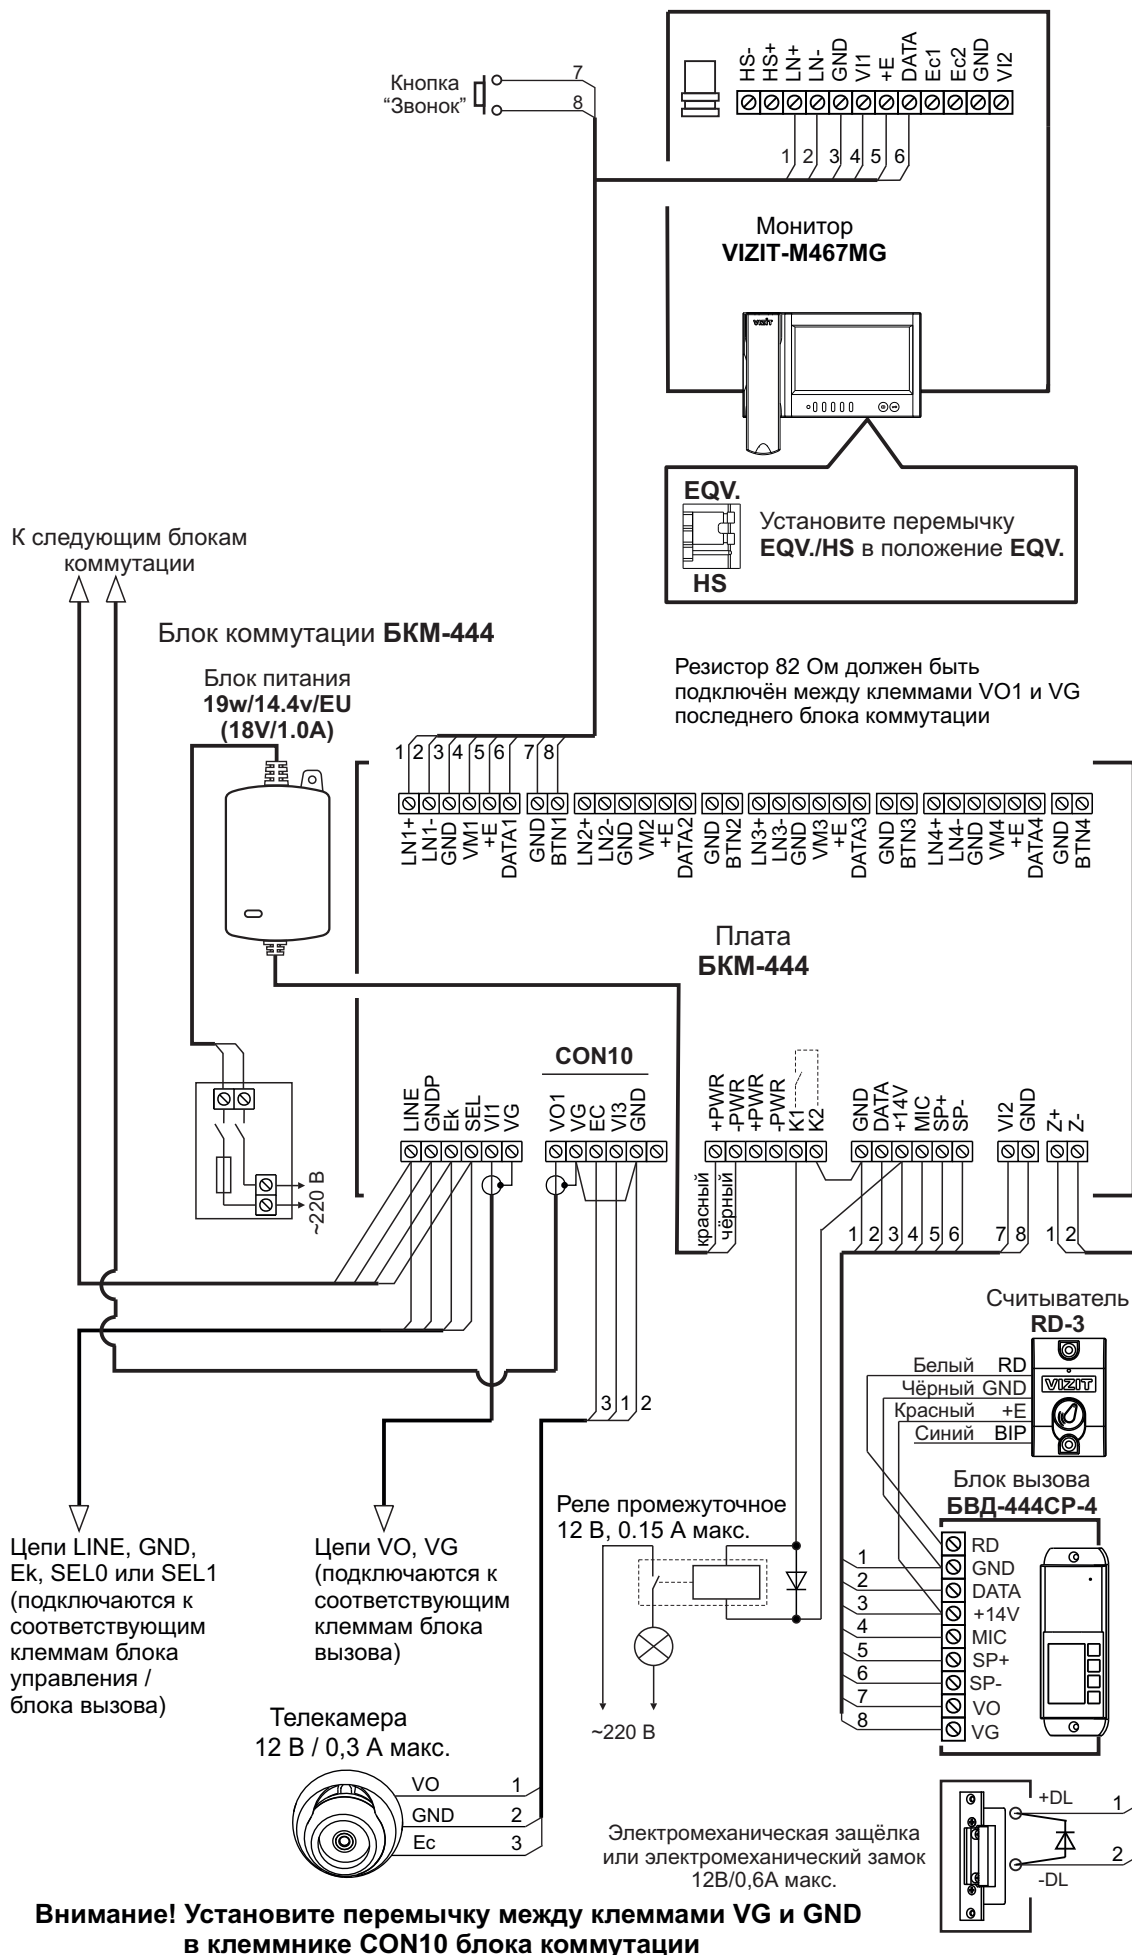 HS-
HS+
LN+
LN-
GND
VI1
+E
DATA
Ec1
Ec2
GND
VI2
Кнопка
“Звонок”
7
8
1 2 3 4 5 6
Монитор
VIZIT-M467MG
VIZIT
EQV.
HS
Установите перемычку
EQV./HS в положение EQV.
К следующим блокам
коммутации
Блок коммутации БКМ-444
Блок питания
19w/14.4v/EU
(18V/1.0A)
Резистор 82 Ом должен быть
подключён между клеммами VO1 и VG
последнего блока коммутации
1 2 3 4 5 6 7 8
LN1+
LN1-
GND
VM1
+E
DATA1
GND
BTN1
LN2+
LN2-
GND
VM2
+E
DATA2
GND
BTN2
LN3+
LN3-
GND
VM3
+E
DATA3
GND
BTN3
LN4+
LN4-
GND
VM4
+E
DATA4
GND
BTN4
Плата
БКМ-444
CON10
LINE
GNDP
Ek
SEL
VI1
VG
VO1
VG
EC
VI3
GND
+PWR
-PWR
+PWR
-PWR
K1
K2
GND
DATA
+14V
MIC
SP+
SP-
VI2
GND
Z+
Z-
~220 В
красный
чёрный
1 2 3 4 5 6 7 8
1 2
3 1 2
Считыватель
RD-3
Белый RD
Чёрный GND
Красный +E
Синий BIP
VIZIT
Блок вызова
БВД-444СР-4
1
2
3
4
5
6
7
8
RD
GND
DATA
+14V
MIC
SP+
SP-
VO
VG
Реле промежуточное
12 В, 0.15 А макс.
~220 В
Цепи LINE, GND,
Ek, SEL0 или SEL1
(подключаются к
соответствующим
клеммам блока
управления /
блока вызова)
Цепи VO, VG
(подключаются к
соответствующим
клеммам блока
вызова)
Телекамера
12 В / 0,3 А макс.
VO 1
GND 2
Ec 3
Электромеханическая защёлка
или электромеханический замок
12В/0,6А макс.
+DL 1
-DL 2
Внимание! Установите перемычку между клеммами VG и GND
в клеммнике CON10 блока коммутации